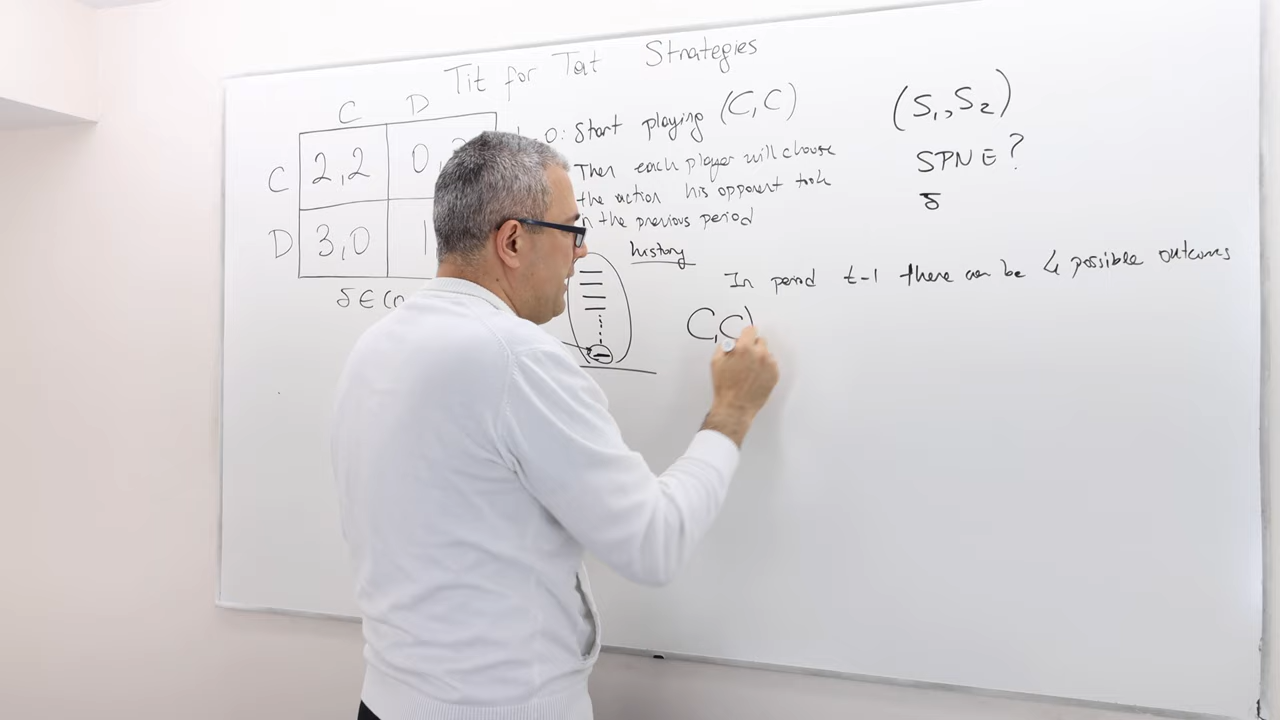 Tit for Tat Strategies
C D
C 2,2 0,
D 3,0 1
δ ∈ (0
0: Start playing (C,C)
Then each player will choose
the action his opponent took
in the previous period
history
(S1, S2)
SPNE?
δ
In period t-1 there can be 4 possible outcomes
C,C)